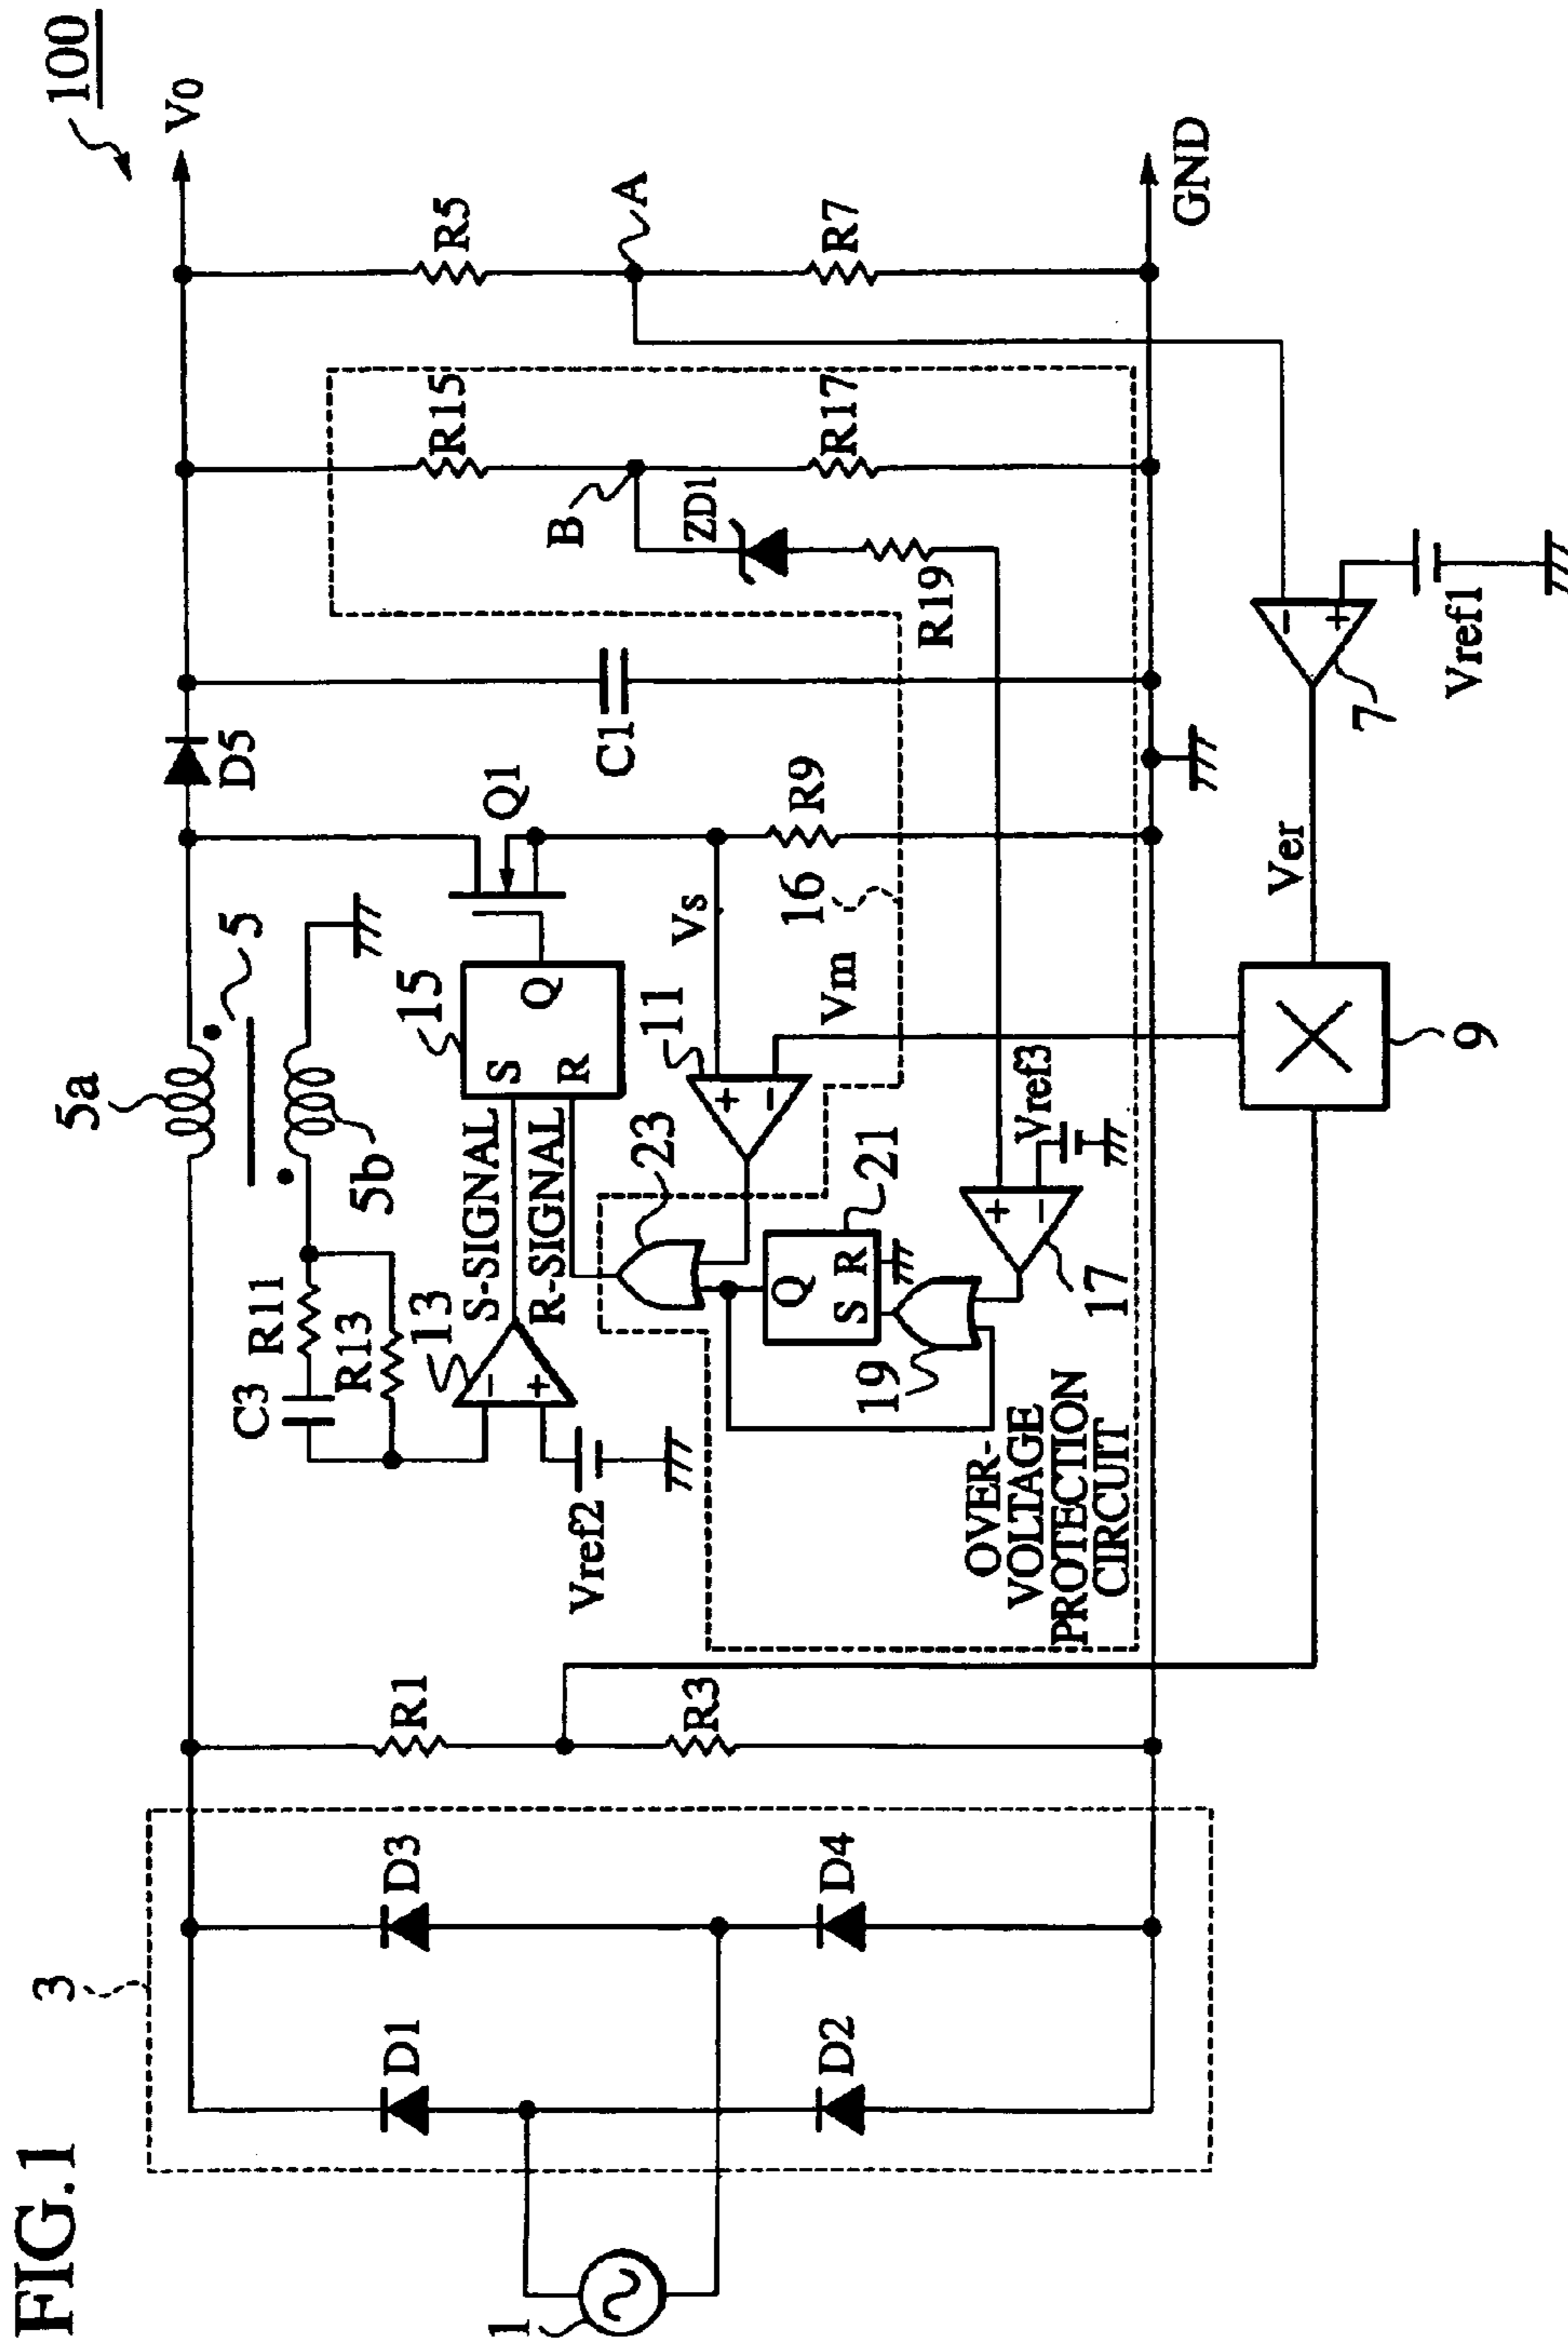 FIG.1
100
3
1
D1
D3
D2
D4
R1
R3
5a
5
5b
C3
R11
R13
13
−
+
Vref2
S-SIGNAL
R-SIGNAL
15
S
R
Q
Q1
D5
V0
23
11
+
−
Vs
Vm
16
R9
C1
B
R15
R17
ZD1
R19
R5
A
R7
GND
21
Q
S
R
19
17
+
−
Vref3
OVER-
VOLTAGE
PROTECTION
CIRCUIT
9
Ver
7
−
+
Vref1